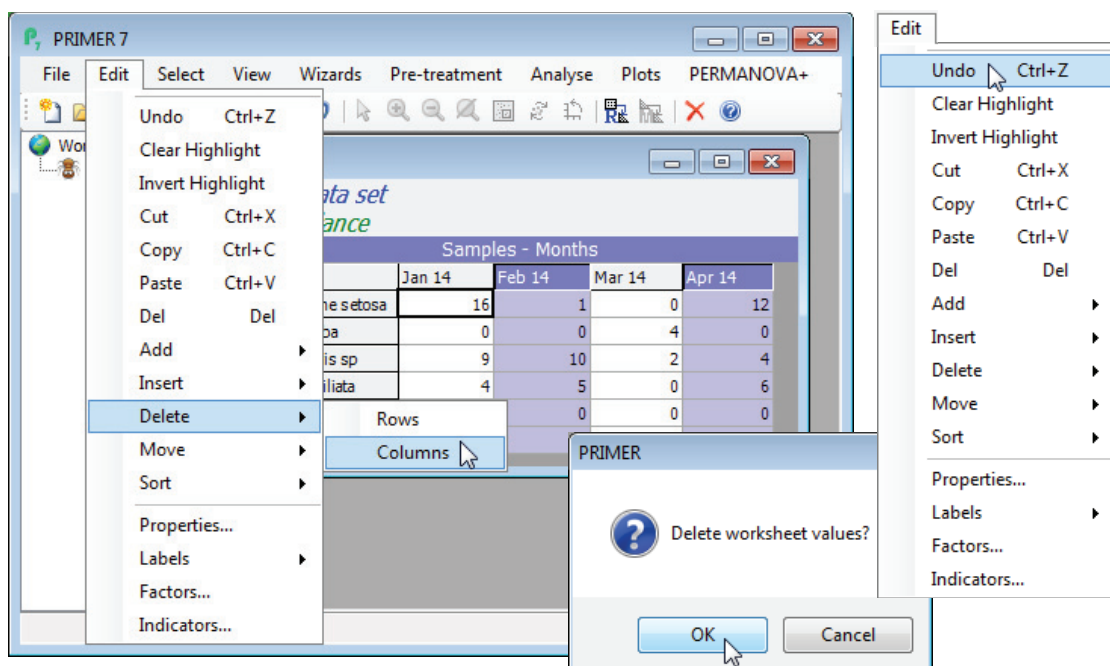 PRIMER 7
File Edit Select View Wizards Pre-treatment Analyse Plots PERMANOVA+
Undo Ctrl+Z
Clear Highlight
Invert Highlight
Cut Ctrl+X
Copy Ctrl+C
Paste Ctrl+V
Del Del
Add
Insert
Delete
Move
Sort
Properties...
Labels
Factors...
Indicators...
Rows
Columns
Wor
ata set
ance
Samples - Months
Jan 14 Feb 14 Mar 14 Apr 14
ne setosa 16 1 0 12
oa 0 0 4 0
is sp 9 10 2 4
iliata 4 5 0 6
0 0 0
PRIMER
Delete worksheet values?
OK Cancel
Edit
Undo Ctrl+Z
Clear Highlight
Invert Highlight
Cut Ctrl+X
Copy Ctrl+C
Paste Ctrl+V
Del Del
Add
Insert
Delete
Move
Sort
Properties...
Labels
Factors...
Indicators...